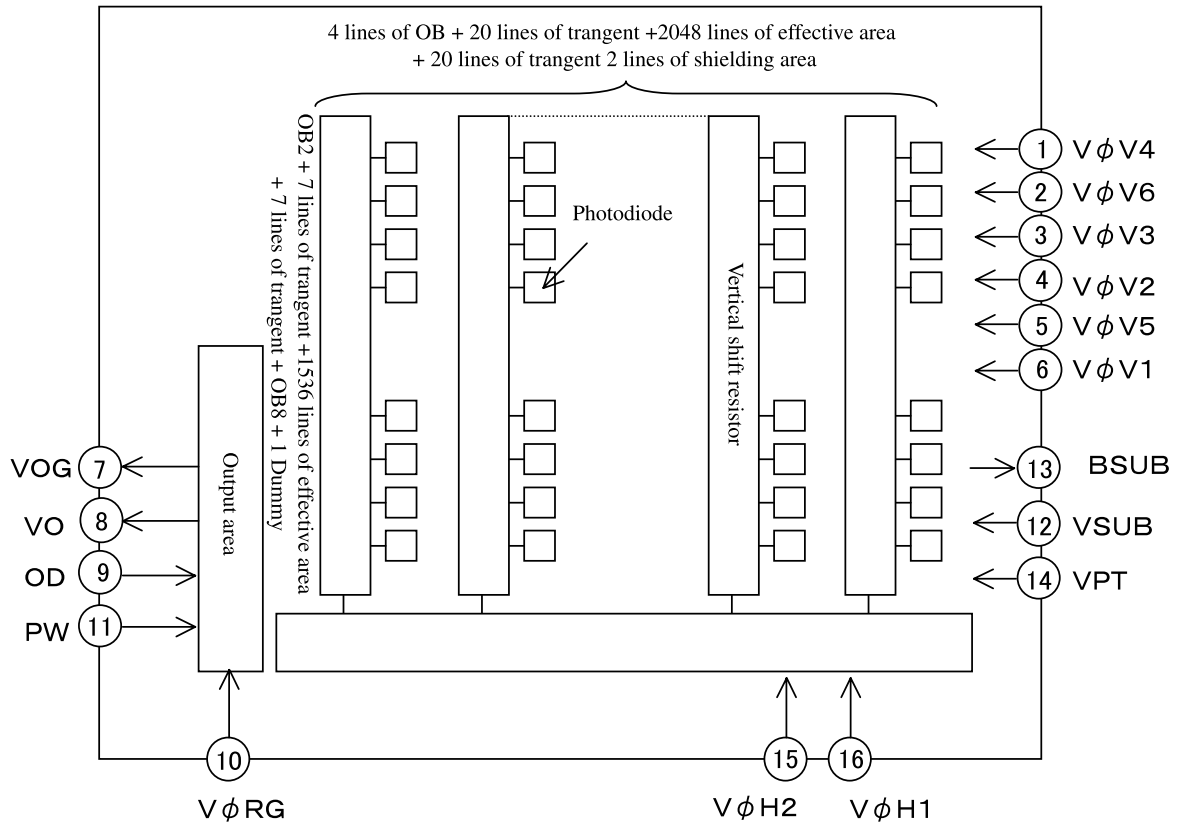 4 lines of OB + 20 lines of trangent +2048 lines of effective area
+ 20 lines of trangent 2 lines of shielding area
OB2 + 7 lines of trangent +1536 lines of effective area
+ 7 lines of trangent + OB8 + 1 Dummy
Photodiode
Vertical shift resistor
Output area
1 VϕV4
2 VϕV6
3 VϕV3
4 VϕV2
5 VϕV5
6 VϕV1
13 BSUB
12 VSUB
14 VPT
VOG 7
VO 8
OD 9
PW 11
10
VϕRG
15
VϕH2
16
VϕH1